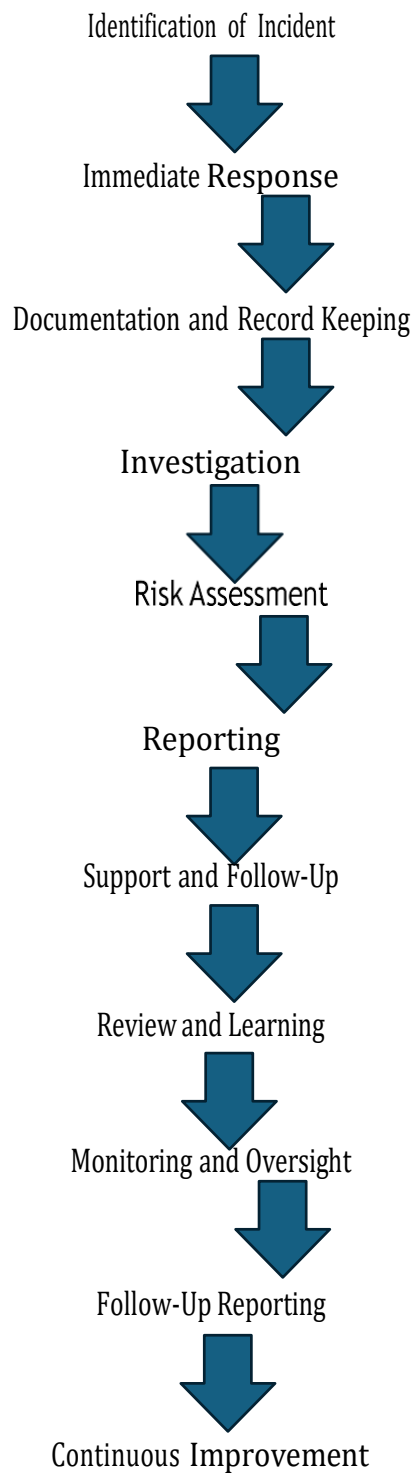 Identification of Incident
Immediate Response
Documentation and Record Keeping
Investigation
Risk Assessment
Reporting
Support and Follow-Up
Review and Learning
Monitoring and Oversight
Follow-Up Reporting
Continuous Improvement